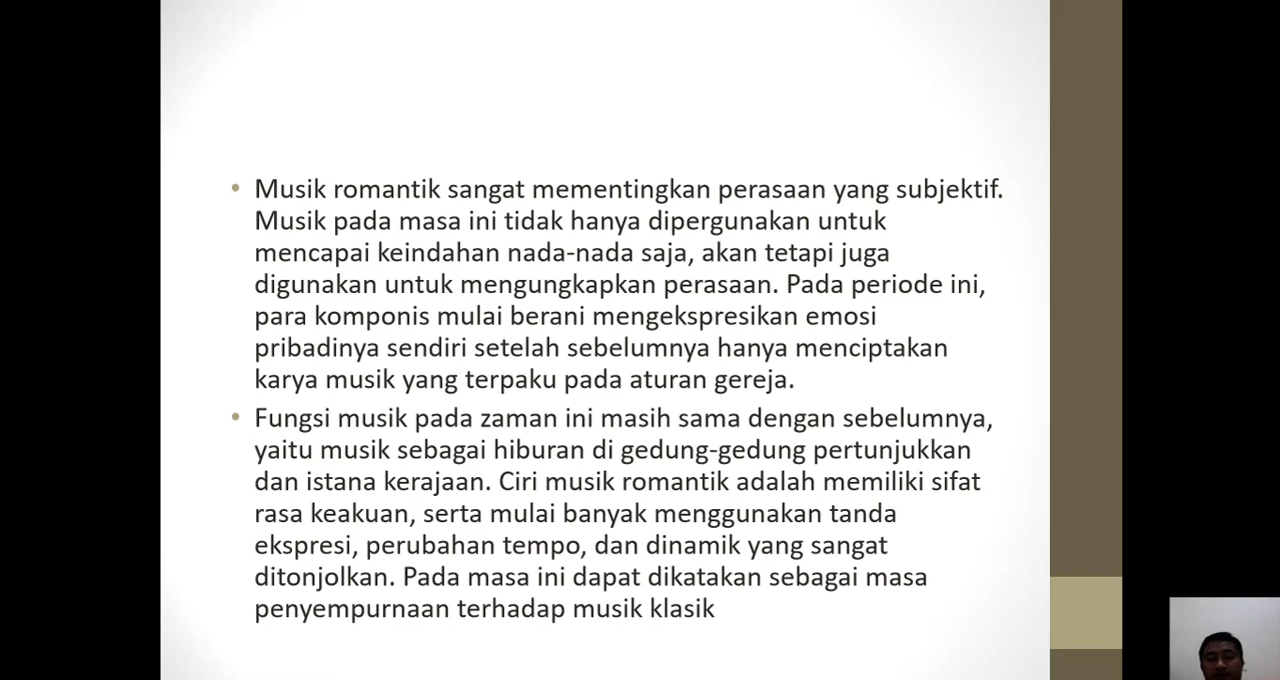 • Musik romantik sangat mementingkan perasaan yang subjektif.
Musik pada masa ini tidak hanya dipergunakan untuk
mencapai keindahan nada-nada saja, akan tetapi juga
digunakan untuk mengungkapkan perasaan. Pada periode ini,
para komponis mulai berani mengekspresikan emosi
pribadinya sendiri setelah sebelumnya hanya menciptakan
karya musik yang terpaku pada aturan gereja.
• Fungsi musik pada zaman ini masih sama dengan sebelumnya,
yaitu musik sebagai hiburan di gedung-gedung pertunjukkan
dan istana kerajaan. Ciri musik romantik adalah memiliki sifat
rasa keakuan, serta mulai banyak menggunakan tanda
ekspresi, perubahan tempo, dan dinamik yang sangat
ditonjolkan. Pada masa ini dapat dikatakan sebagai masa
penyempurnaan terhadap musik klasik